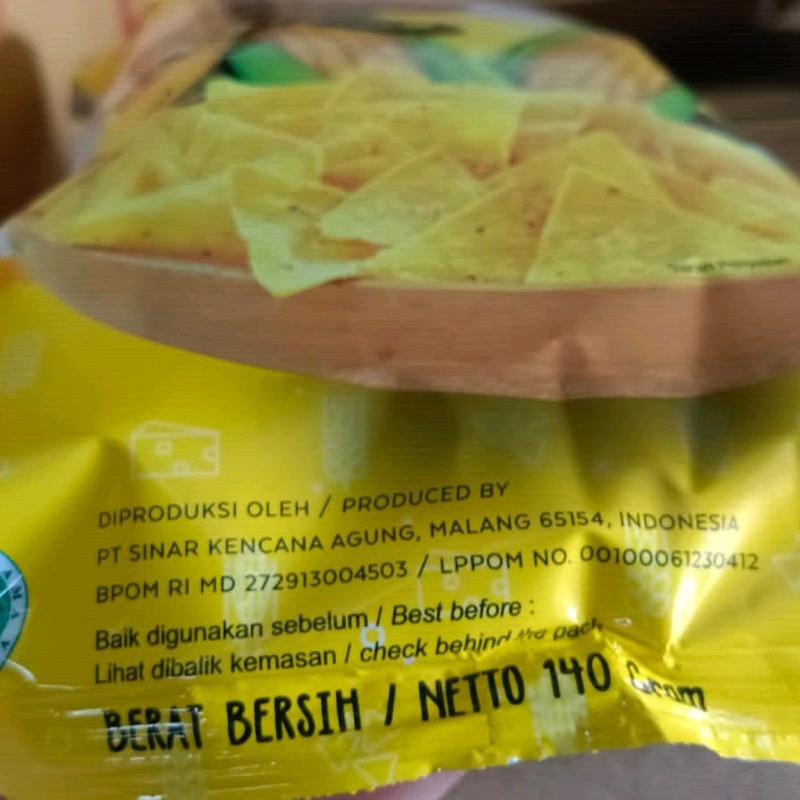 DIPRODUKSI OLEH / PRODUCED BY
PT SINAR KENCANA AGUNG, MALANG 65154, INDONESIA
BPOM RI MD 272913004503 / LPPOM NO. 00100061230412
Baik digunakan sebelum / Best before :
Lihat dibalik kemasan / check behind the pack
BERAT BERSIH / NETTO 140 Gram